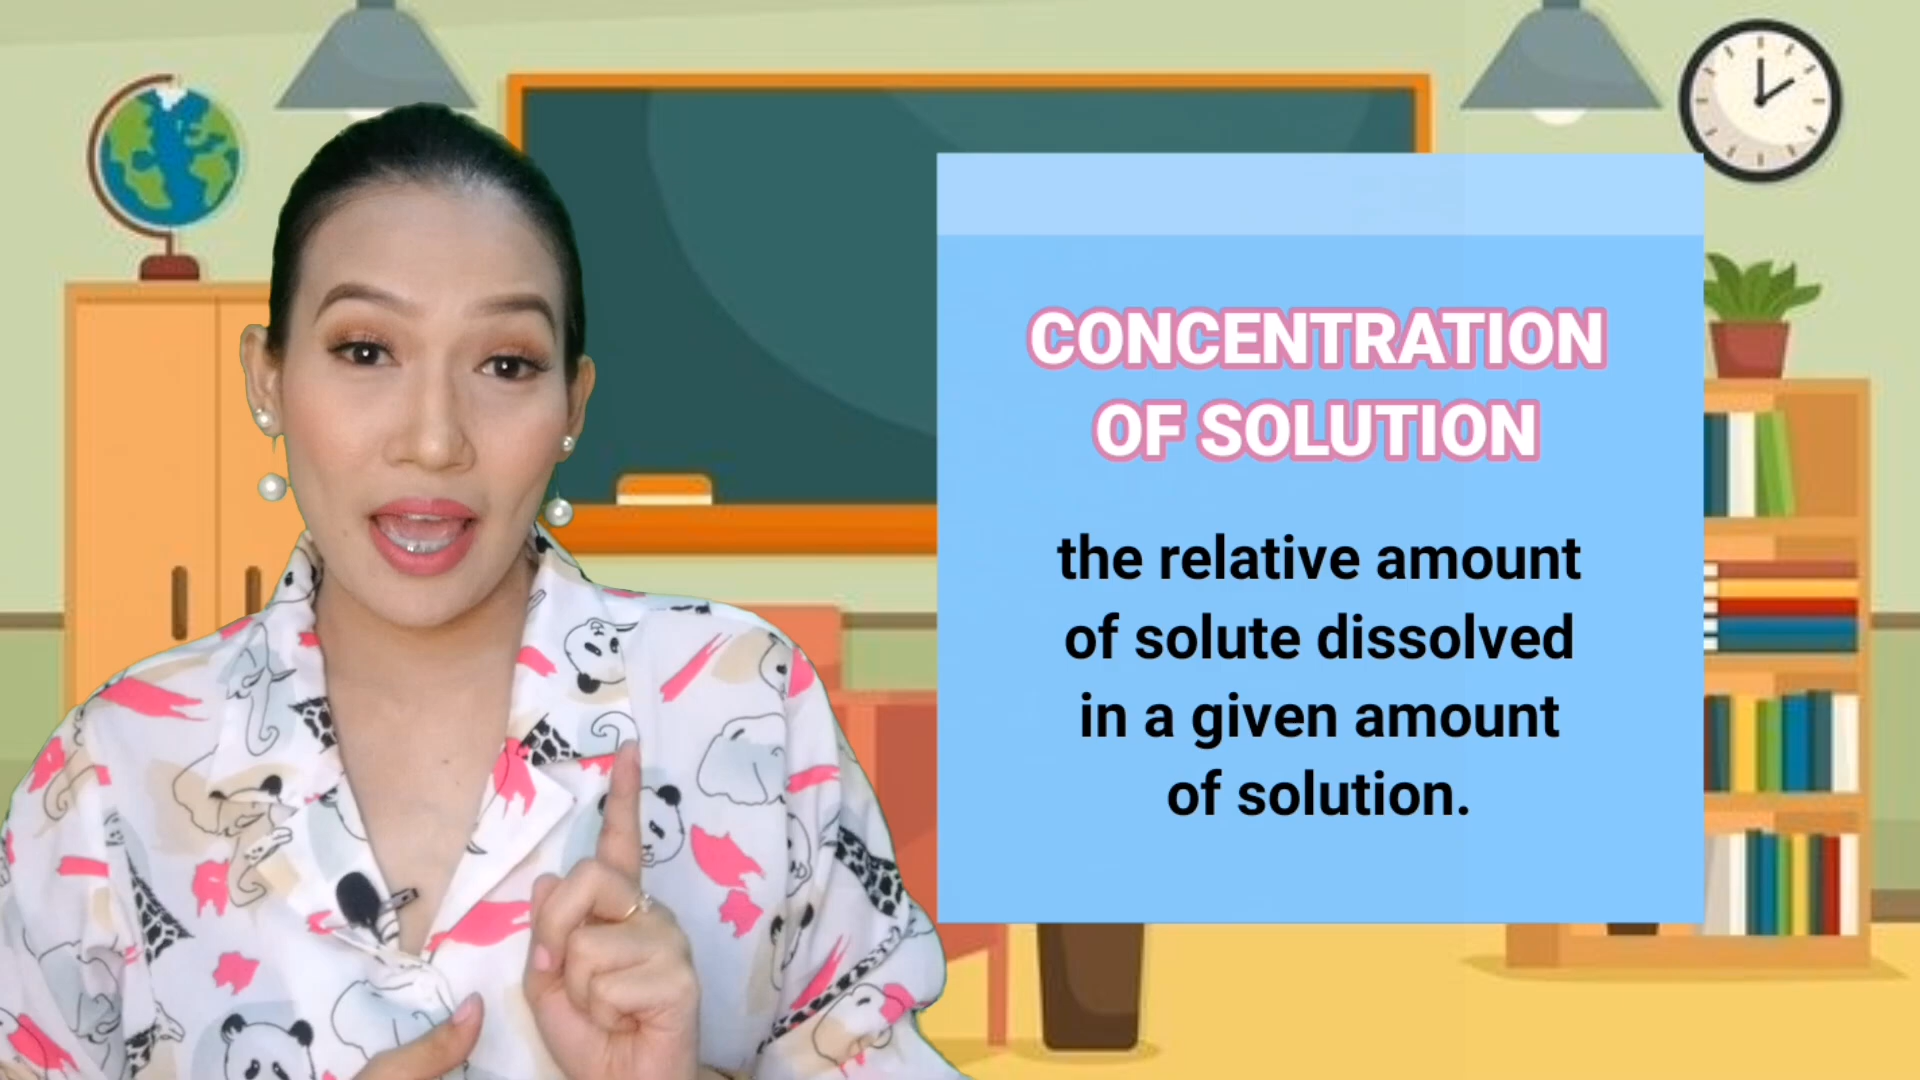 CONCENTRATION
OF SOLUTION
the relative amount
of solute dissolved
in a given amount
of solution.